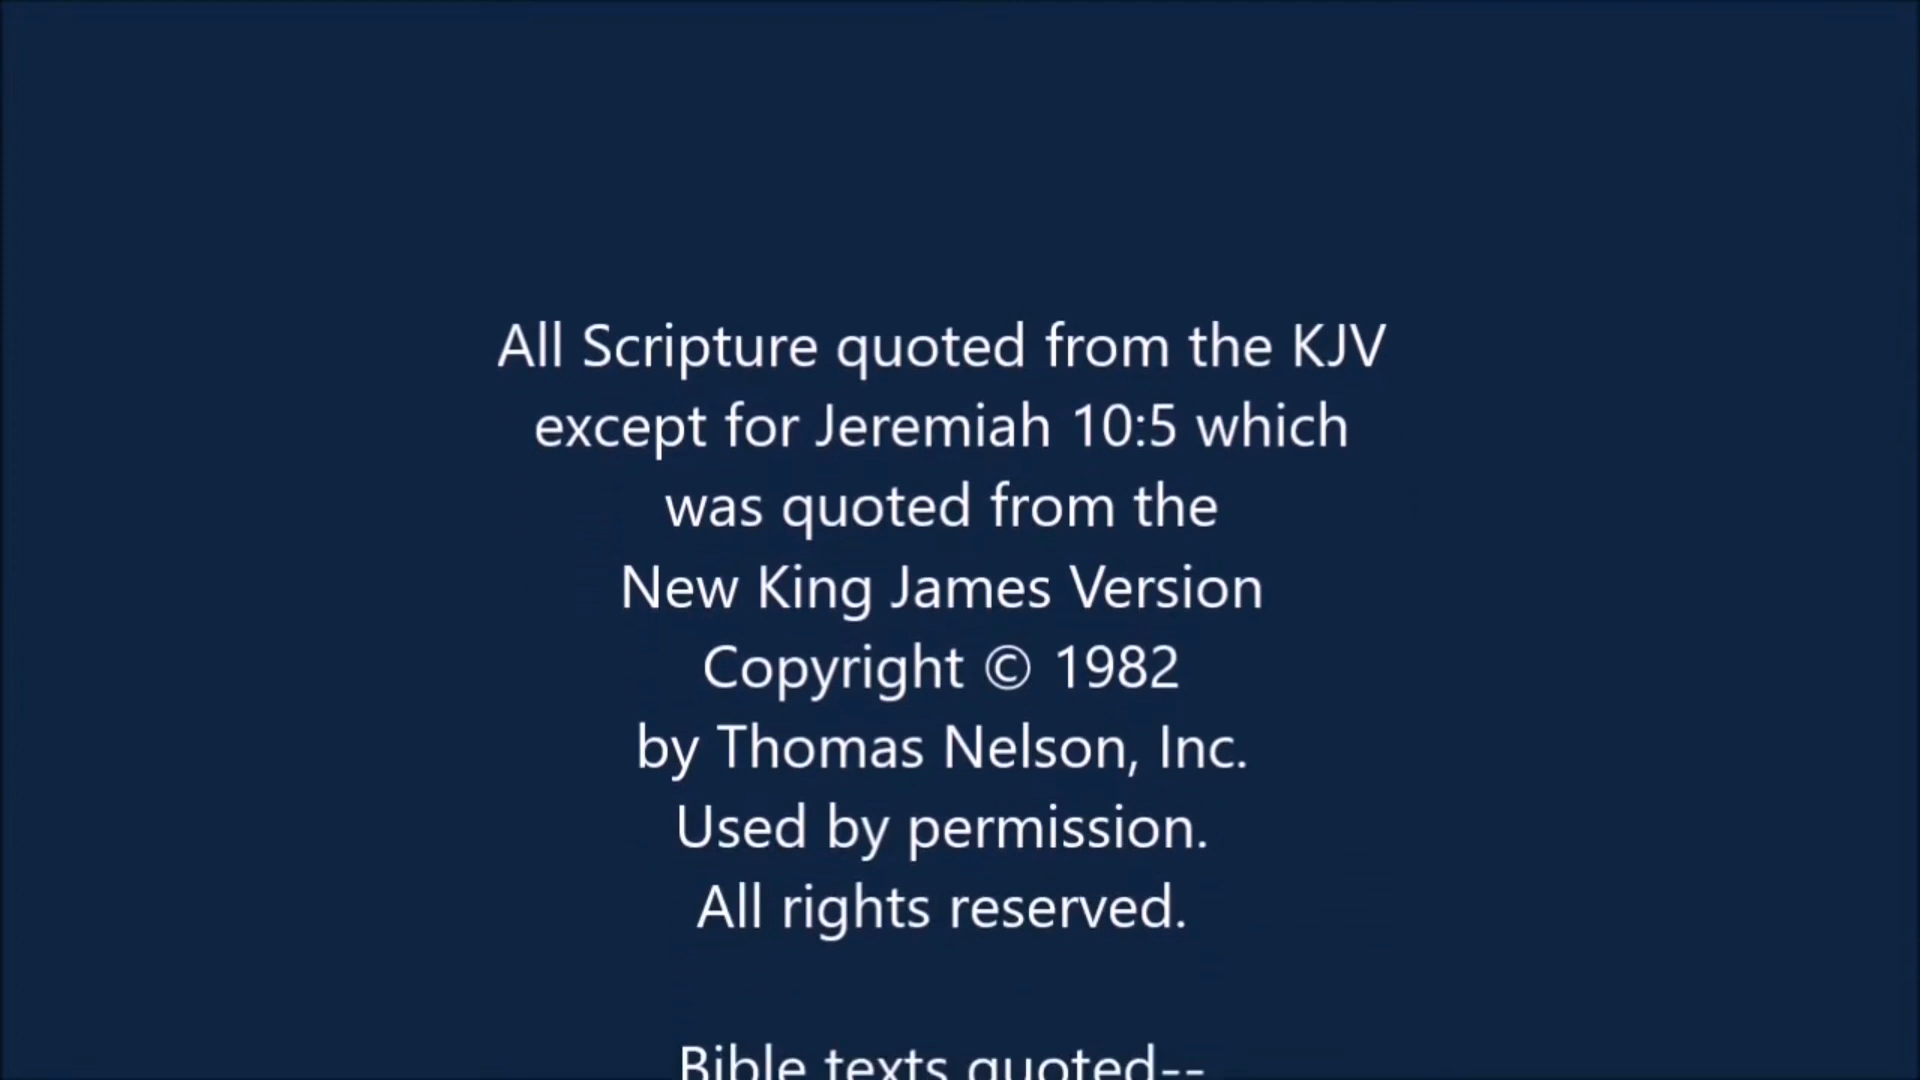 All Scripture quoted from the KJV
except for Jeremiah 10:5 which
was quoted from the
New King James Version
Copyright © 1982
by Thomas Nelson, Inc.
Used by permission.
All rights reserved.
Bible texts quoted--